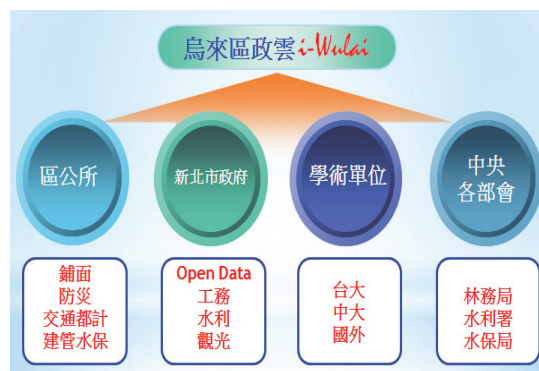 烏來區政雲i-Wulai
區公所
新北市政府
學術單位
中央
各部會
鋪面
防災
交通都計
建管水保
Open Data
工務
水利
觀光
台大
中大
國外
林務局
水利署
水保局